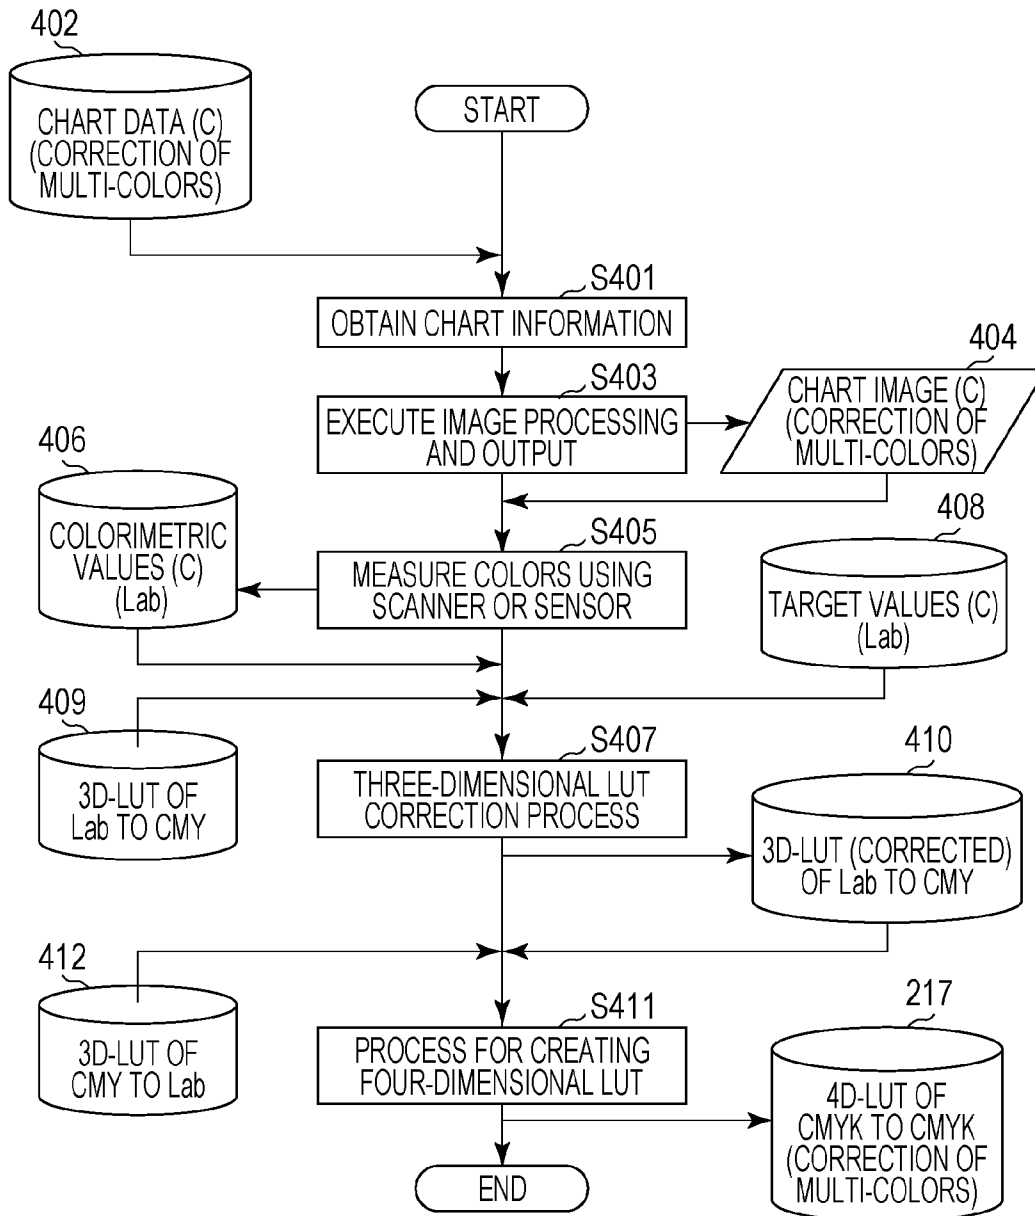 402
CHART DATA (C)
(CORRECTION OF
MULTI-COLORS)
START
S401
OBTAIN CHART INFORMATION
S403
EXECUTE IMAGE PROCESSING
AND OUTPUT
404
CHART IMAGE (C)
(CORRECTION OF
MULTI-COLORS)
406
COLORIMETRIC
VALUES (C)
(Lab)
S405
MEASURE COLORS USING
SCANNER OR SENSOR
408
TARGET VALUES (C)
(Lab)
409
3D-LUT OF
Lab TO CMY
S407
THREE-DIMENSIONAL LUT
CORRECTION PROCESS
410
3D-LUT (CORRECTED)
OF Lab TO CMY
412
3D-LUT OF
CMY TO Lab
S411
PROCESS FOR CREATING
FOUR-DIMENSIONAL LUT
217
4D-LUT OF
CMYK TO CMYK
(CORRECTION OF
MULTI-COLORS)
END